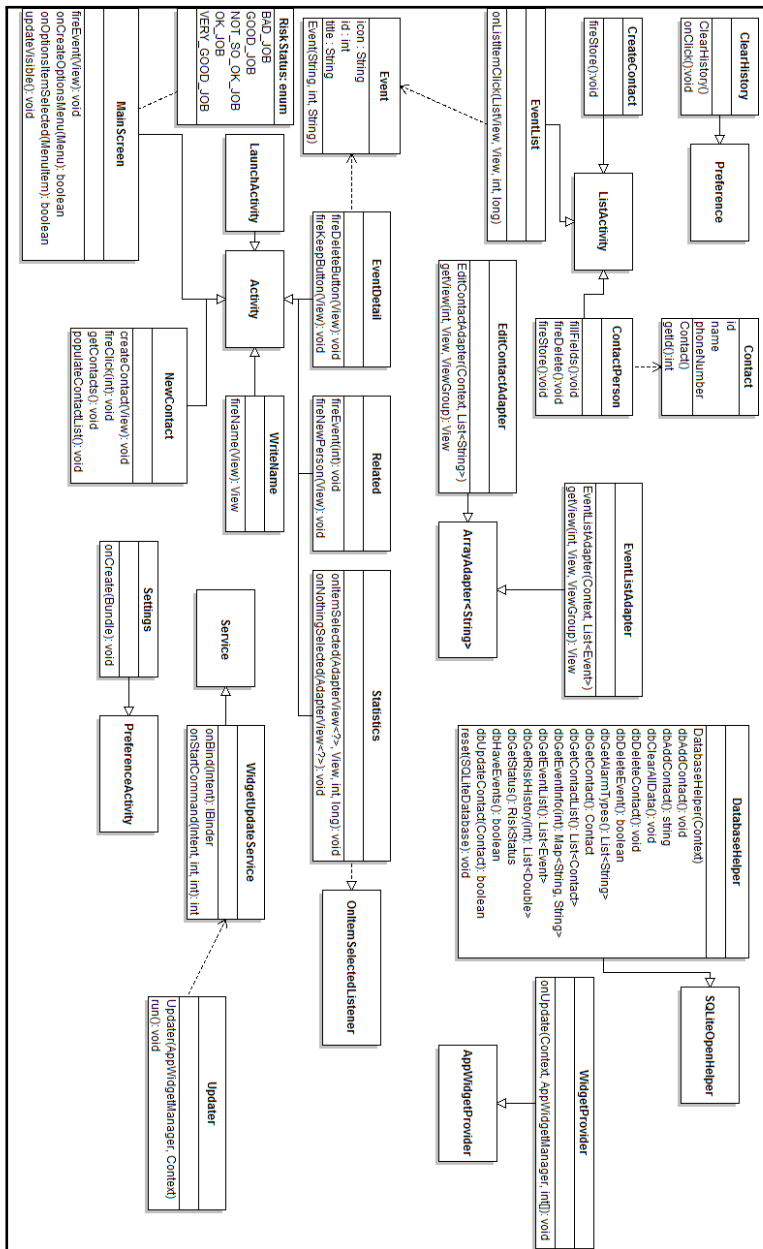 ClearHistory
ClearHistory()
onClick():void
Preference
Contact
id
name
phoneNumber
Contact()
getId():int
CreateContact
fireStore():void
ListActivity
ContactPerson
fillFields():void
fireDelete():void
fireStore():void
EventList
onListItemClick(ListView, View, int, long)
EventListAdapter
EventListAdapter(Context, List<Event>)
getView(int, View, ViewGroup): View
EditContactAdapter
EditContactAdapter(Context, List<String>)
getView(int, View, ViewGroup): View
ArrayAdapter<String>
DatabaseHelper
DatabaseHelper(Context)
dbAddContact(): void
dbAddContact(): string
dbClearAllData(): void
dbDeleteContact(): void
dbDeleteEvent(): boolean
dbGetAlarmTypes(): List<String>
dbGetContact(): Contact
dbGetContactList(): List<Contact>
dbGetEventInfo(int): Map<String, String>
dbGetEventList(): List<Event>
dbGetRiskHistory(int): List<Double>
dbGetStatus(): RiskStatus
dbHaveEvents(): boolean
dbUpdateContact(Contact): boolean
reset(SQLiteDatabase): void
SQLiteOpenHelper
WidgetProvider
onUpdate(Context, AppWidgetManager, int[]): void
AppWidgetProvider
Event
icon : String
id : int
title : String
Event(String, int, String)
EventDetail
fireDeleteButton(View): void
fireKeepButton(View): void
Related
fireEvent(int): void
fireNewPerson(View): void
Statistics
onItemSelected(AdapterView<?>, View, int, long): void
onNothingSelected(AdapterView<?>): void
OnItemSelectedListener
RiskStatus: enum
BAD_JOB
GOOD_JOB
NOT_SO_OK_JOB
OK_JOB
VERY_GOOD_JOB
LaunchActivity
Activity
WriteName
fireName(View): View
Service
WidgetUpdateService
onBind(Intent): IBinder
onStartCommand(Intent, int, int): int
Updater
Updater(AppWidgetManager, Context)
run(): void
MainScreen
fireEvent(View): void
onCreateOptionsMenu(Menu): boolean
onOptionsItemSelected(MenuItem): boolean
updateVisible(): void
NewContact
createContact(View): void
fireClick(int): void
getContacts(): void
populateContactList(): void
Settings
onCreate(Bundle): void
PreferenceActivity